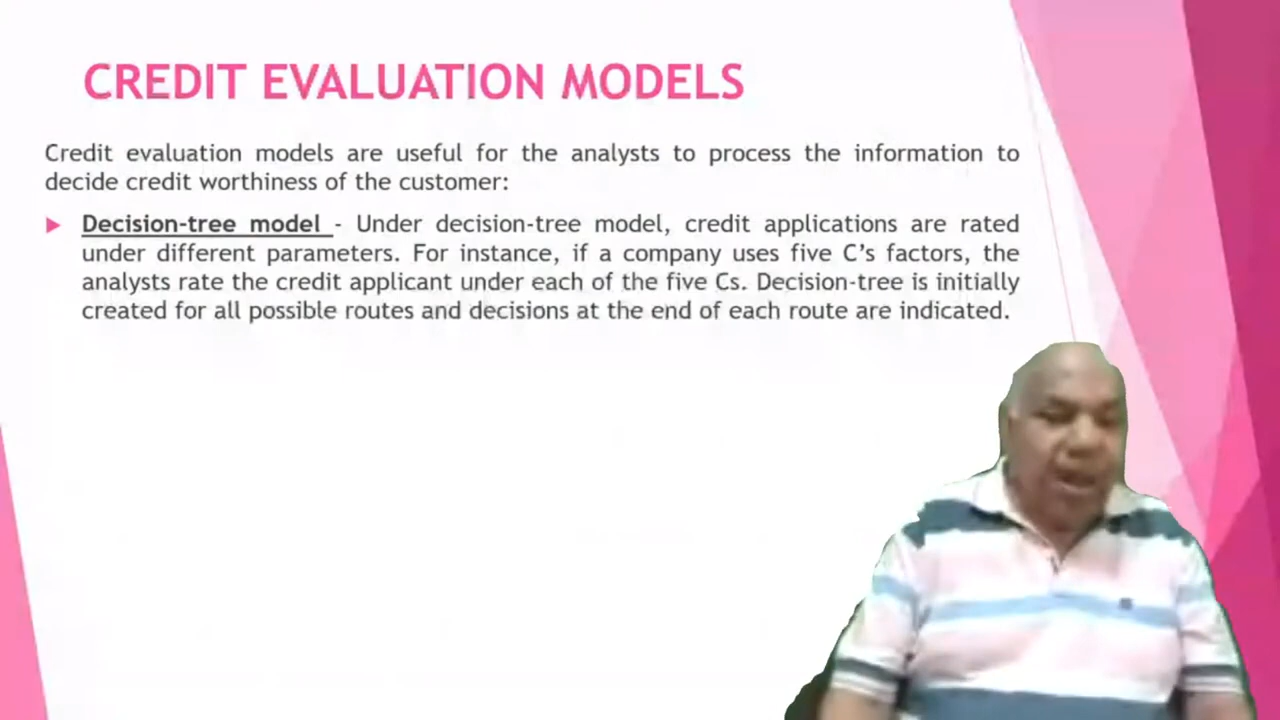 CREDIT EVALUATION MODELS
Credit evaluation models are useful for the analysts to process the information to
decide credit worthiness of the customer:
Decision-tree model - Under decision-tree model, credit applications are rated
under different parameters. For instance, if a company uses five C's factors, the
analysts rate the credit applicant under each of the five Cs. Decision-tree is initially
created for all possible routes and decisions at the end of each route are indicated.